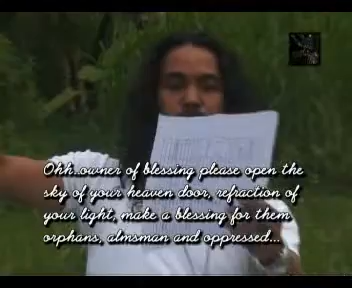 Ohh..owner of blessing please open the
sky of your heaven door, refraction of
your light, make a blessing for them
orphans, almsman and oppressed...